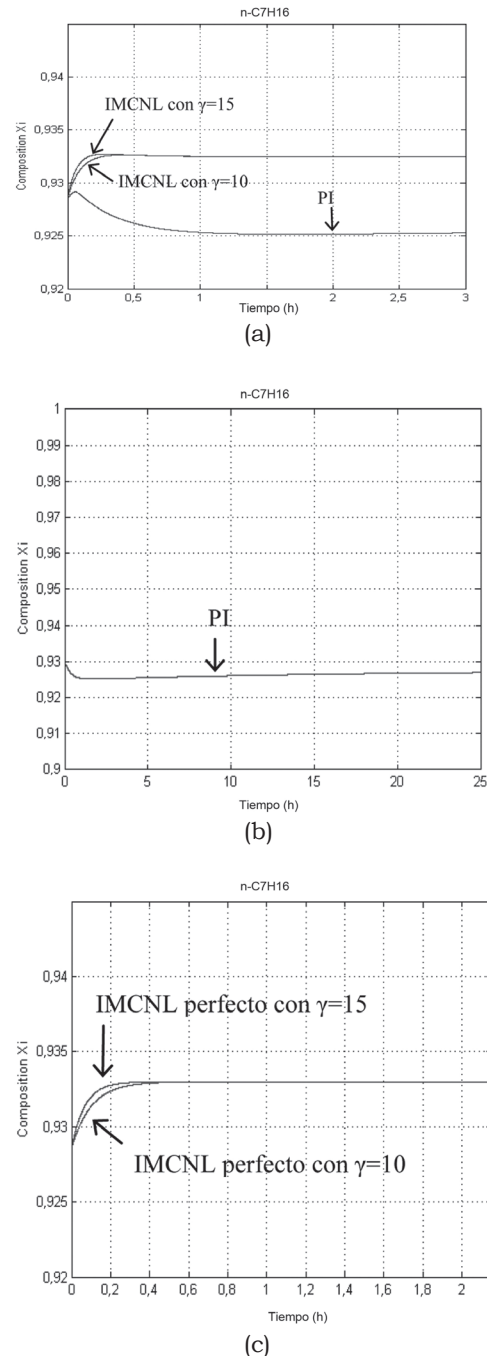 n-C7H16
0,94
0,935
0,93
0,925
0,92
Composition Xi
IMCNL con γ=15
IMCNL con γ=10
PI
0 0,5 1 2 2,5 3
Tiempo (h)
(a)
n-C7H16
1
0,99
0,98
0,97
0,96
0,95
0,94
0,93
0,92
0,91
0,9
Composition Xi
PI
0 5 10 15 20 25
Tiempo (h)
(b)
n-C7H16
0,94
0,935
0,93
0,925
0,92
Composition Xi
IMCNL perfecto con γ=15
IMCNL perfecto con γ=10
0 0,2 0,4 0,6 0,8 1 1,2 1,4 1,6 1,8 2
Tiempo (h)
(c)